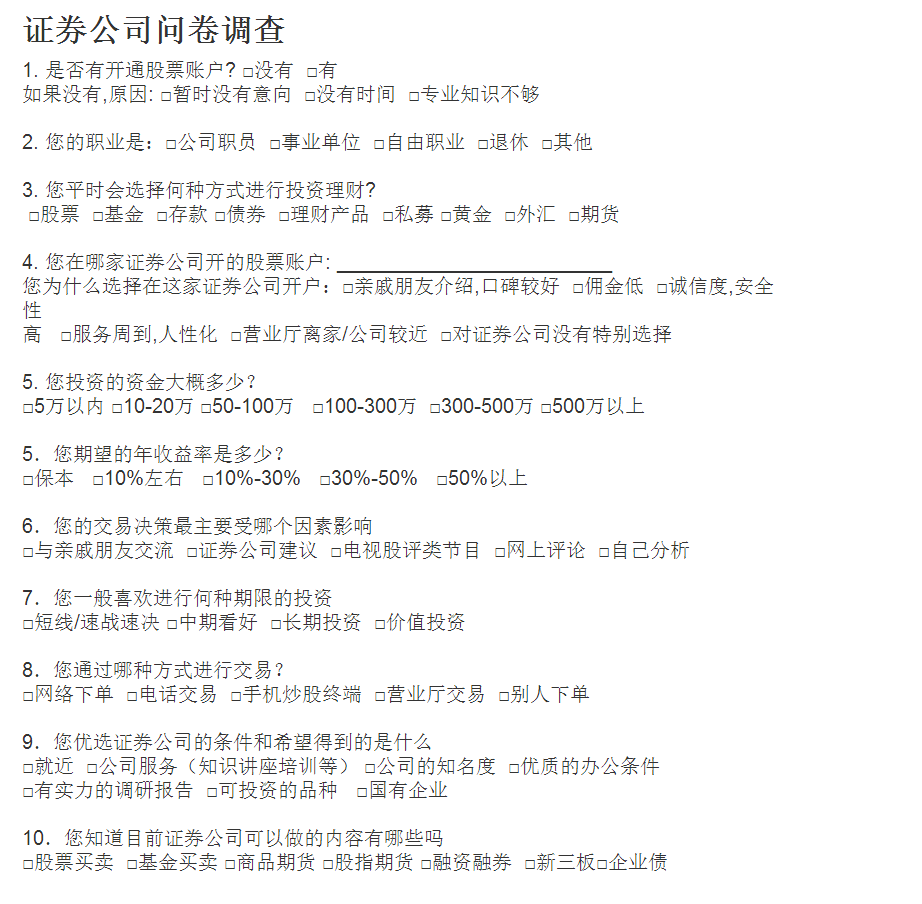 证券公司问卷调查
1. 是否有开通股票账户? □没有 □有
如果没有,原因: □暂时没有意向 □没有时间 □专业知识不够
2. 您的职业是：□公司职员 □事业单位 □自由职业 □退休 □其他
3. 您平时会选择何种方式进行投资理财?
□股票 □基金 □存款 □债券 □理财产品 □私募 □黄金 □外汇 □期货
4. 您在哪家证券公司开的股票账户: _________________________
您为什么选择在这家证券公司开户：□亲戚朋友介绍,口碑较好 □佣金低 □诚信度,安全
性
高 □服务周到,人性化 □营业厅离家/公司较近 □对证券公司没有特别选择
5. 您投资的资金大概多少?
□5万以内 □10-20万 □50-100万 □100-300万 □300-500万 □500万以上
5．您期望的年收益率是多少?
□保本 □10%左右 □10%-30% □30%-50% □50%以上
6．您的交易决策最主要受哪个因素影响
□与亲戚朋友交流 □证券公司建议 □电视股评类节目 □网上评论 □自己分析
7．您一般喜欢进行何种期限的投资
□短线/速战速决 □中期看好 □长期投资 □价值投资
8．您通过哪种方式进行交易?
□网络下单 □电话交易 □手机炒股终端 □营业厅交易 □别人下单
9．您优选证券公司的条件和希望得到的是什么
□就近 □公司服务（知识讲座培训等） □公司的知名度 □优质的办公条件
□有实力的调研报告 □可投资的品种 □国有企业
10．您知道目前证券公司可以做的内容有哪些吗
□股票买卖 □基金买卖 □商品期货 □股指期货 □融资融券 □新三板□企业债